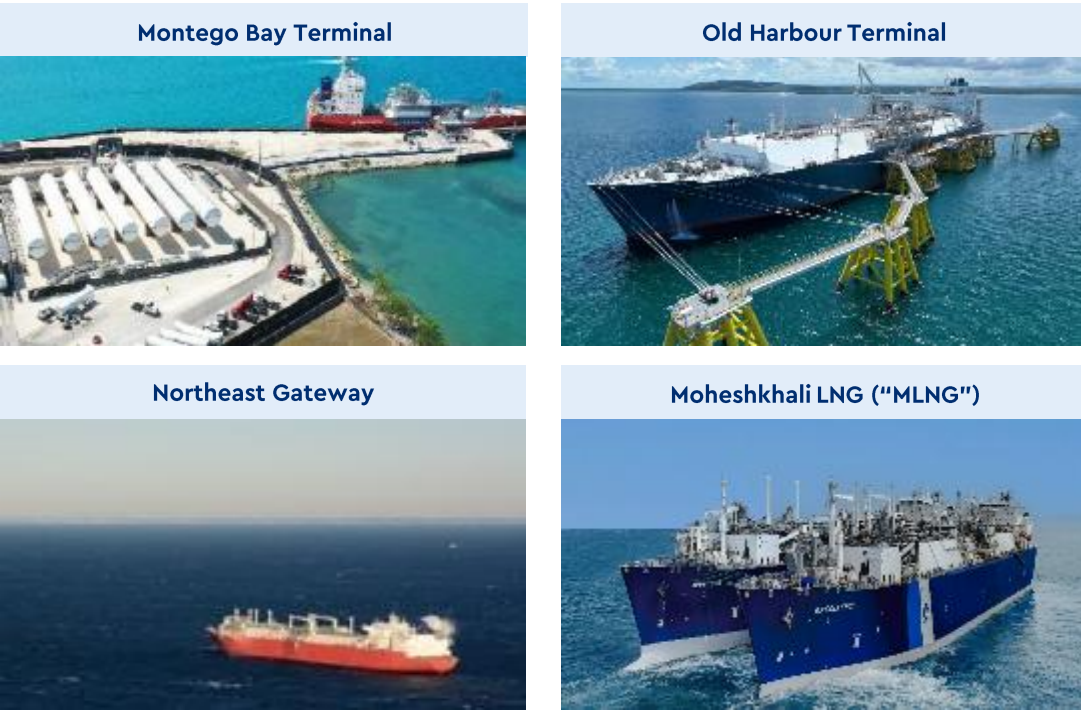 Montego Bay Terminal
Old Harbour Terminal
Northeast Gateway
Moheshkhali LNG (“MLNG”)